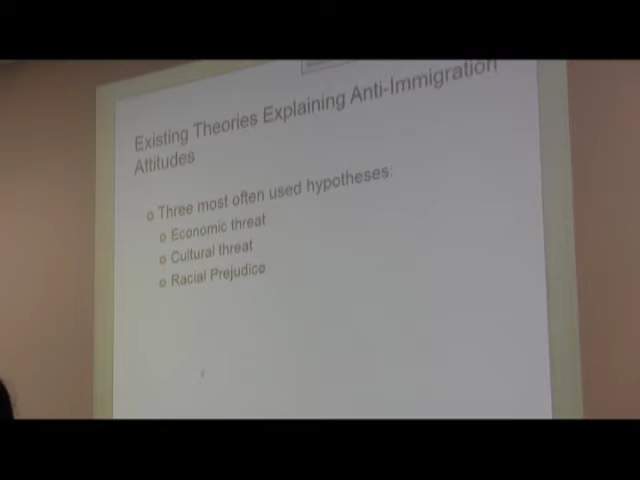 Existing Theories Explaining Anti-Immigration
Attitudes
Three most often used hypotheses:
Economic threat
Cultural threat
Racial Prejudice